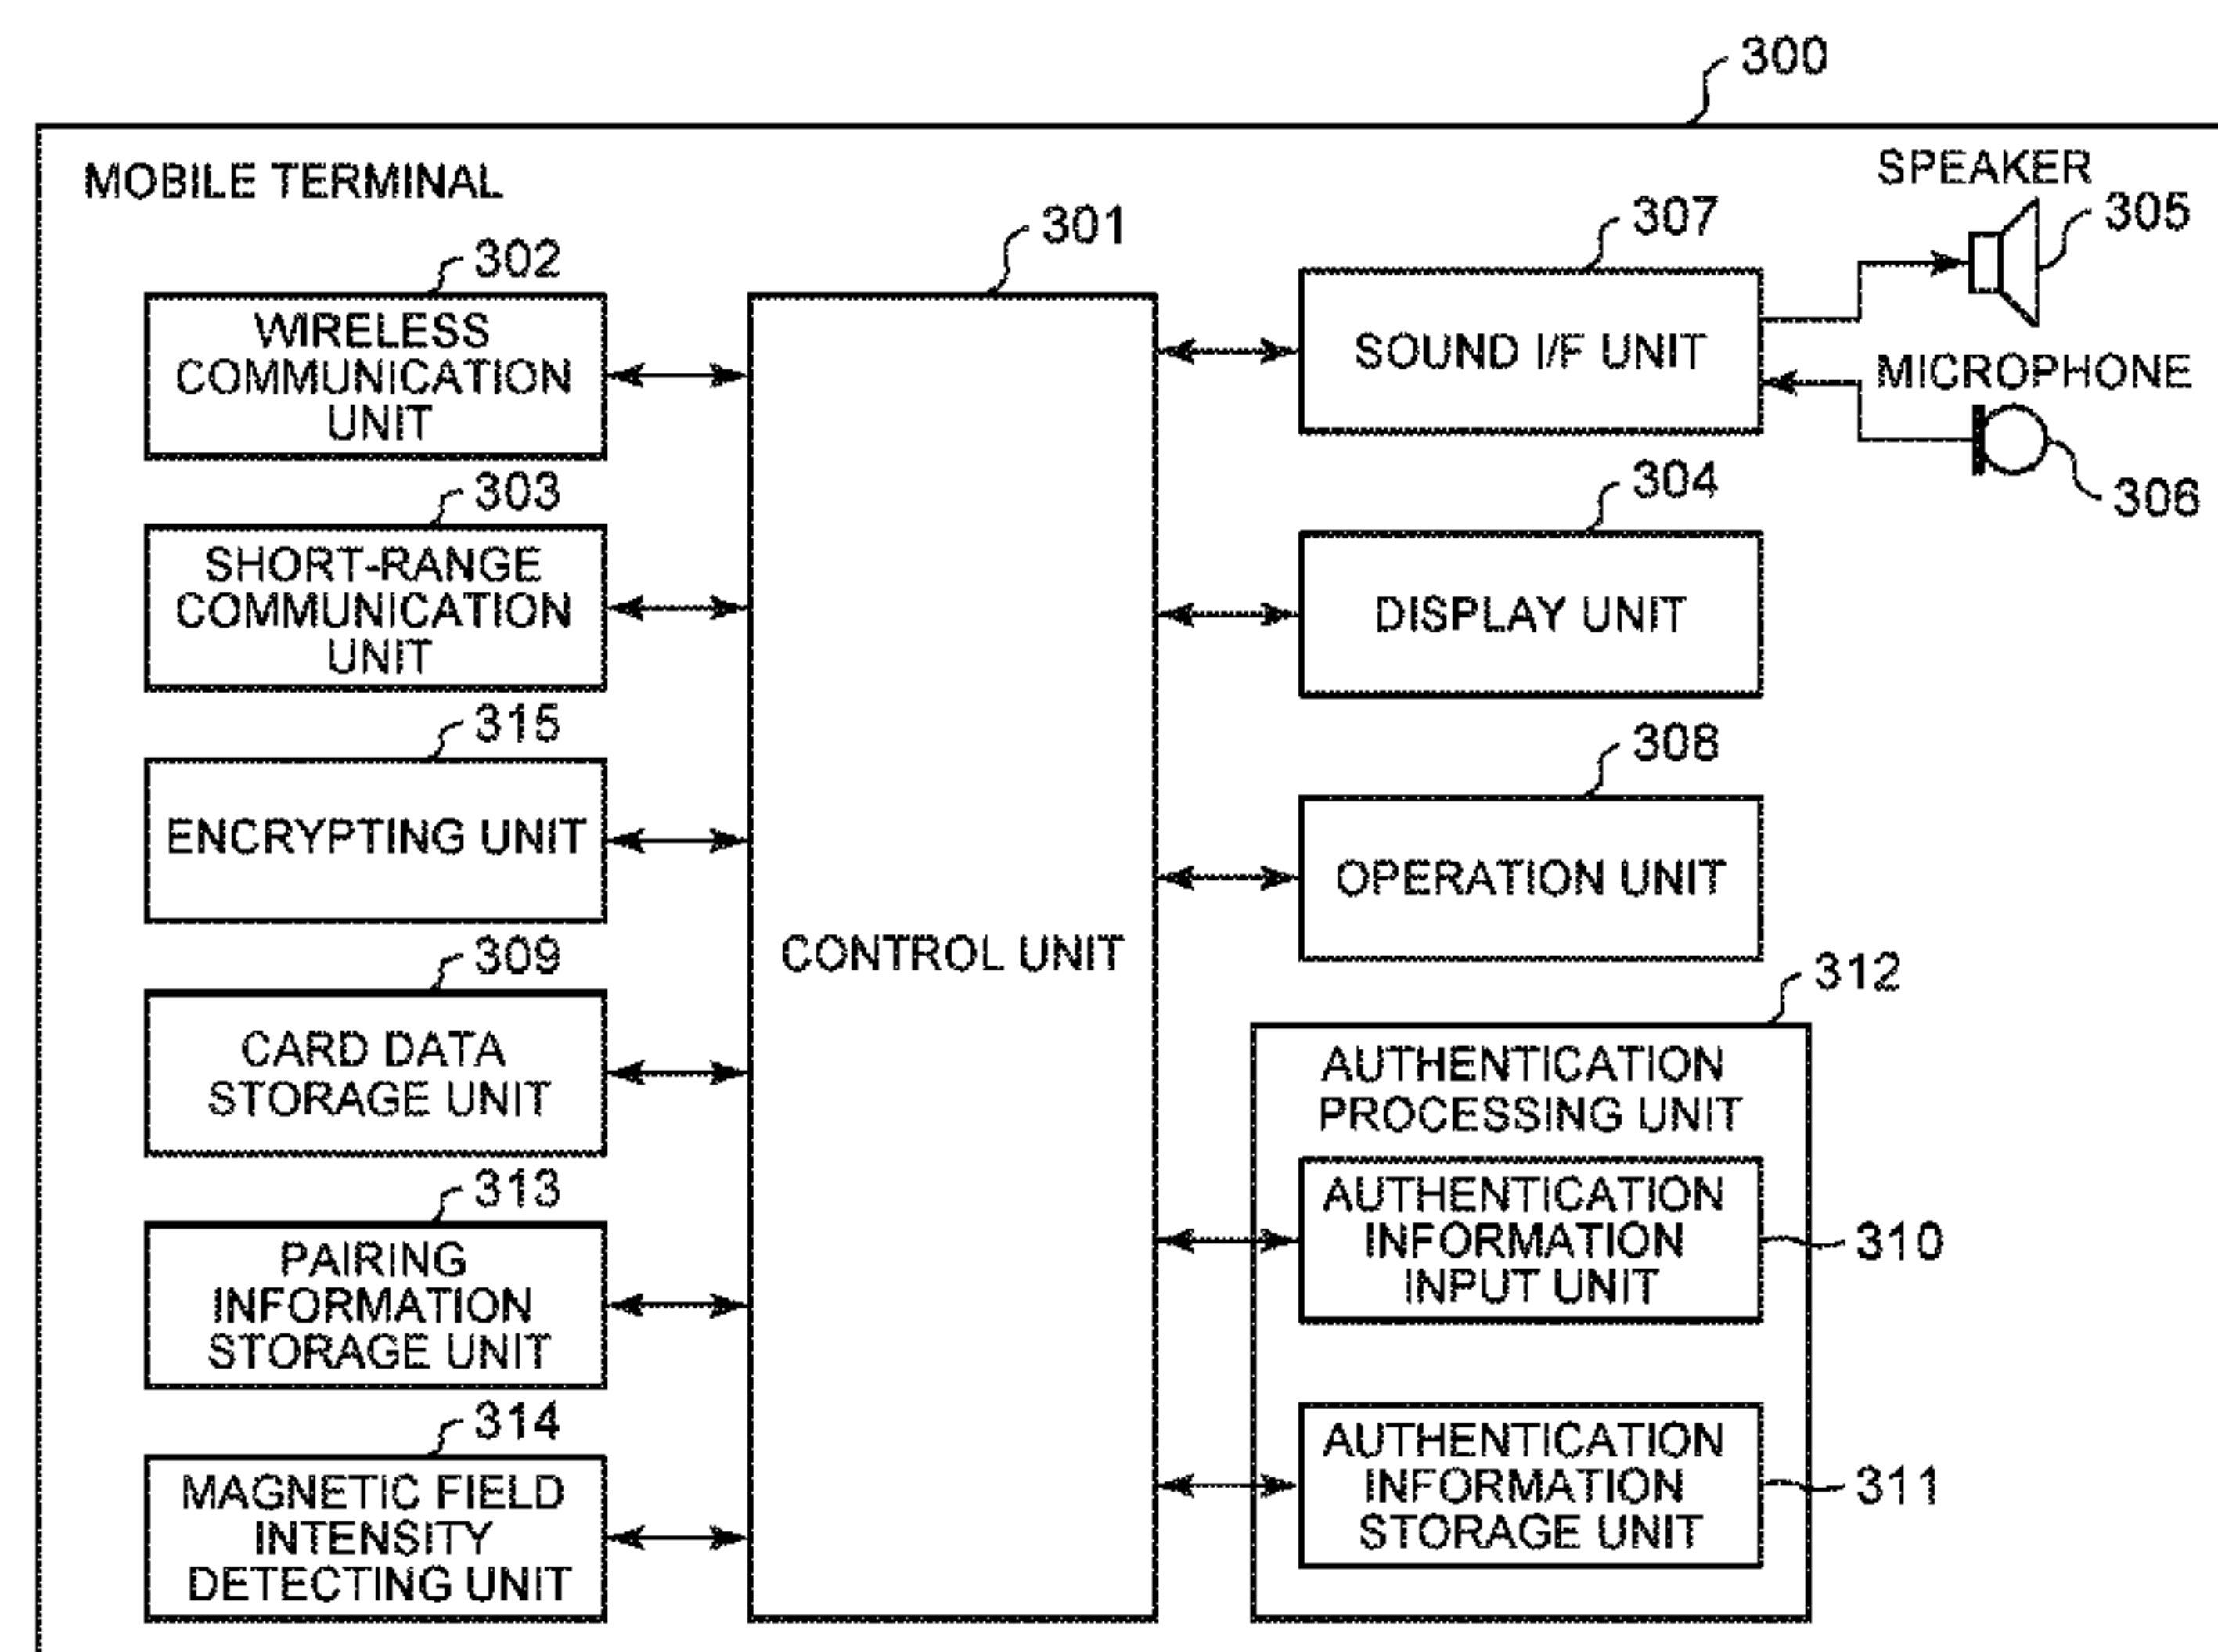 300
MOBILE TERMINAL
302
WIRELESS
COMMUNICATION
UNIT
303
SHORT-RANGE
COMMUNICATION
UNIT
315
ENCRYPTING UNIT
309
CARD DATA
STORAGE UNIT
313
PAIRING
INFORMATION
STORAGE UNIT
314
MAGNETIC FIELD
INTENSITY
DETECTING UNIT
301
CONTROL UNIT
307
SOUND I/F UNIT
SPEAKER
305
MICROPHONE
306
304
DISPLAY UNIT
308
OPERATION UNIT
312
AUTHENTICATION
PROCESSING UNIT
AUTHENTICATION
INFORMATION
INPUT UNIT
310
AUTHENTICATION
INFORMATION
STORAGE UNIT
311